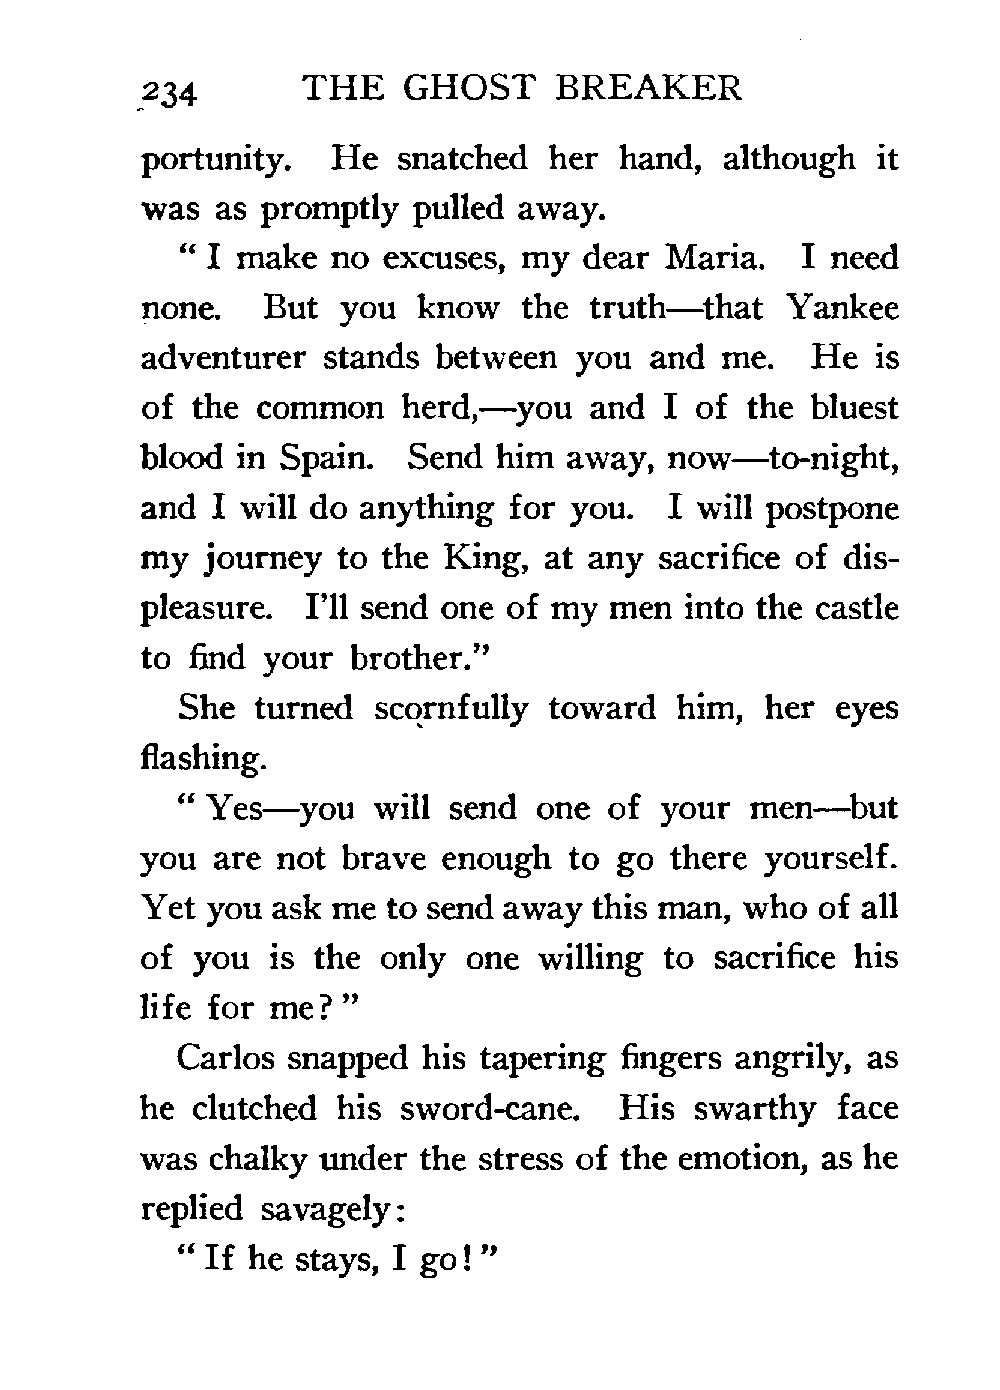 234 THE GHOST BREAKER
portunity. He snatched her hand, although it
was as promptly pulled away.
“ I make no excuses, my dear Maria. I need
none. But you know the truth—that Yankee
adventurer stands between you and me. He is
of the common herd,—you and I of the bluest
blood in Spain. Send him away, now—to-night,
and I will do anything for you. I will postpone
my journey to the King, at any sacrifice of dis-
pleasure. I’ll send one of my men into the castle
to find your brother.”
She turned scornfully toward him, her eyes
flashing.
“ Yes—you will send one of your men—but
you are not brave enough to go there yourself.
Yet you ask me to send away this man, who of all
of you is the only one willing to sacrifice his
life for me? ”
Carlos snapped his tapering fingers angrily, as
he clutched his sword-cane. His swarthy face
was chalky under the stress of the emotion, as he
replied savagely:
“ If he stays, I go! ”